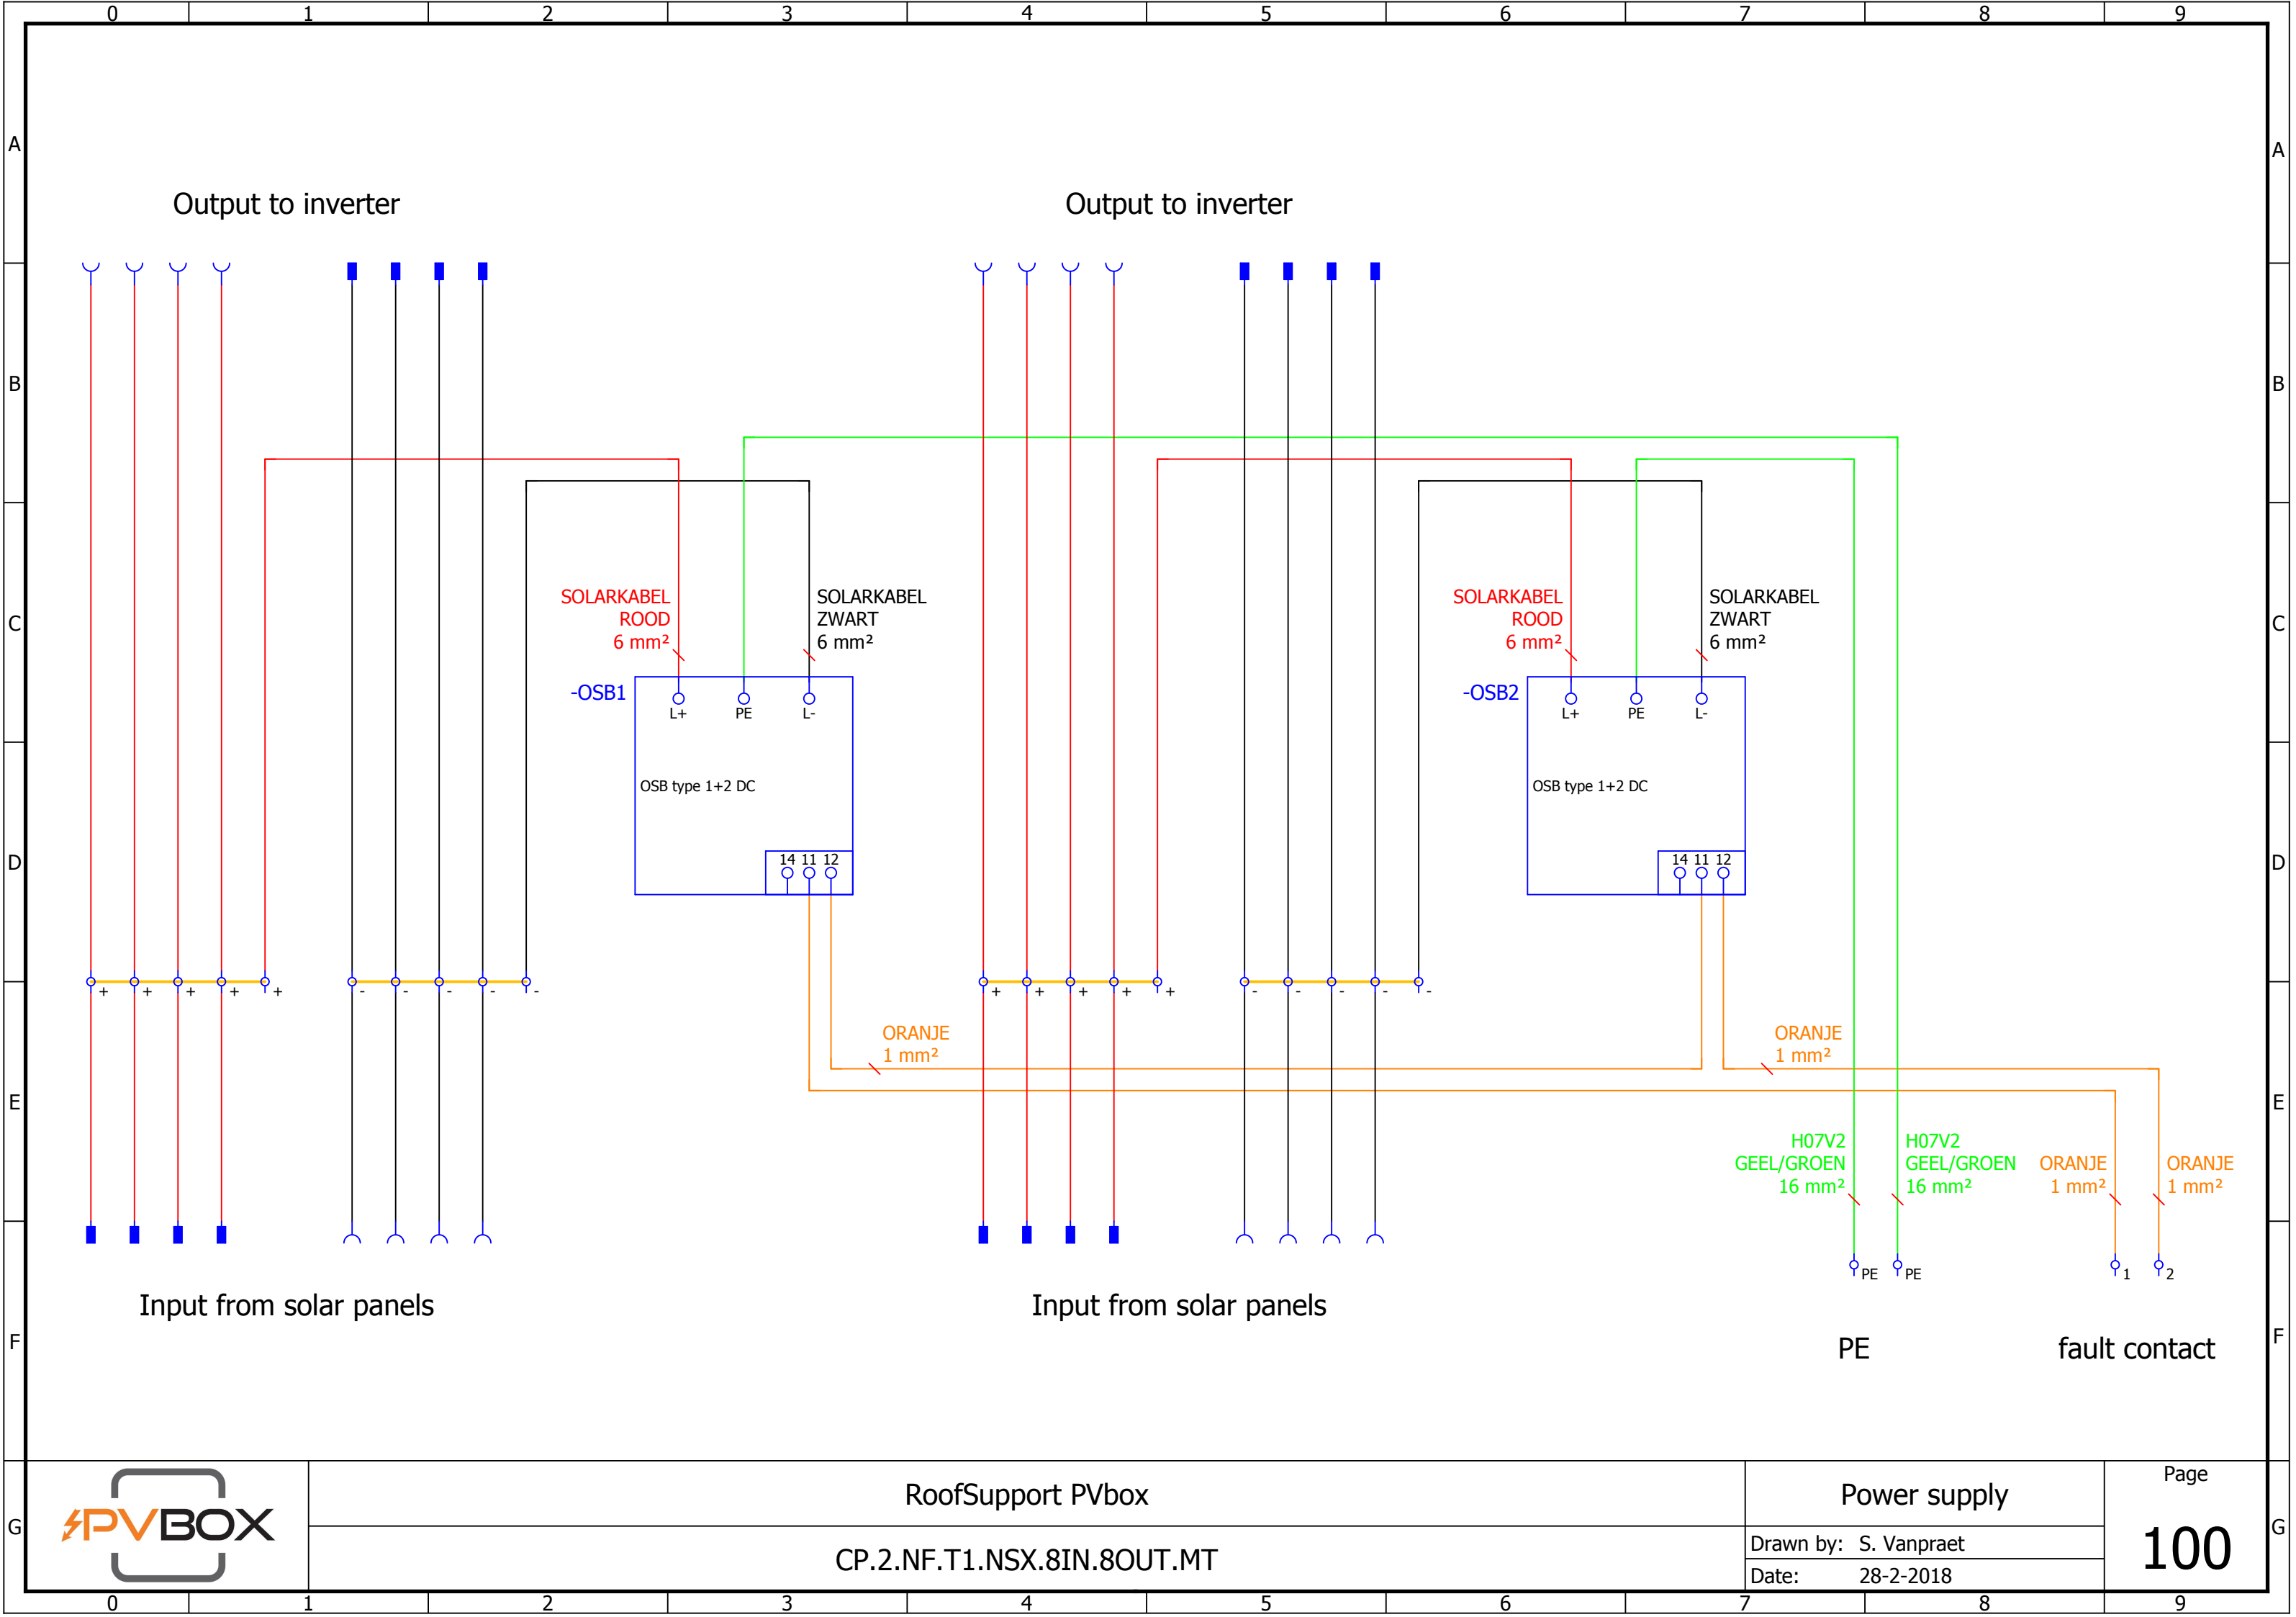 0 1 2 3 4 5 6 7 8 9
A A
Output to inverter Output to inverter
B B
SOLARKABEL
ROOD
6 mm²
SOLARKABEL
ZWART
6 mm²
SOLARKABEL
ROOD
6 mm²
SOLARKABEL
ZWART
6 mm²
C C
-OSB1
L+ PE L-
-OSB2
L+ PE L-
OSB type 1+2 DC
OSB type 1+2 DC
D D
14 11 12
14 11 12
+ + + + + - - - - - + + + + + - - - - -
ORANJE
1 mm²
ORANJE
1 mm²
E E
H07V2
GEEL/GROEN
16 mm²
H07V2
GEEL/GROEN
16 mm²
ORANJE
1 mm²
ORANJE
1 mm²
PE PE 1 2
Input from solar panels Input from solar panels
F F
PE fault contact
G G
PVBOX
RoofSupport PVbox
CP.2.NF.T1.NSX.8IN.8OUT.MT
Power supply
Drawn by: S. Vanpraet
Date: 28-2-2018
Page
100
0 1 2 3 4 5 6 7 8 9